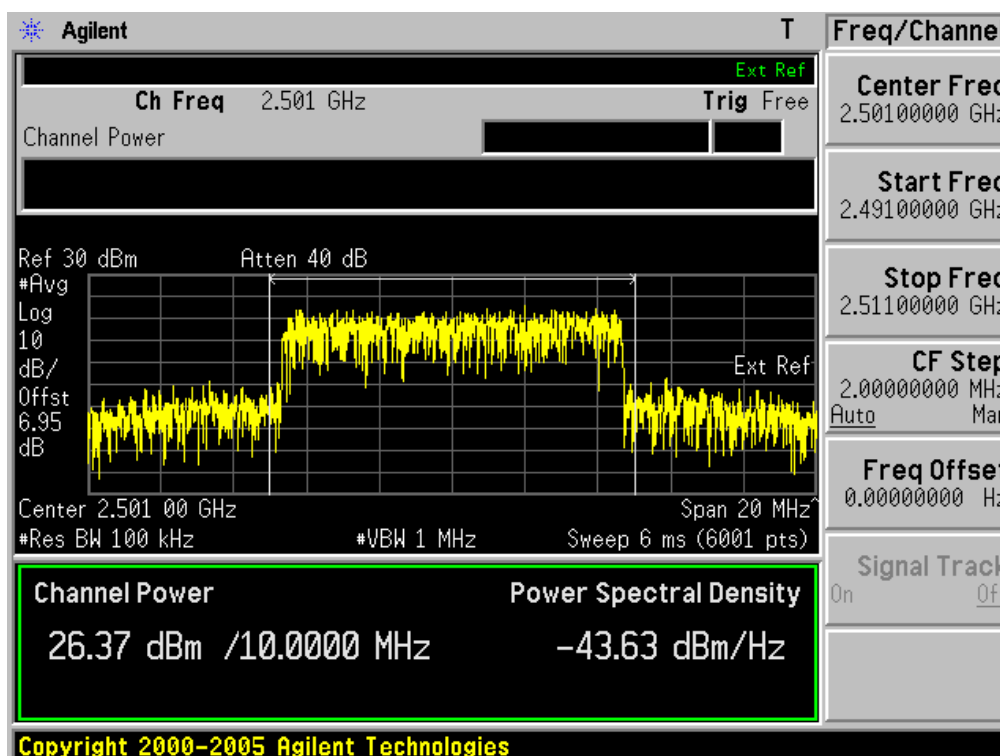 Agilent
T
Freq/Channe
Ext Ref
Ch Freq 2.501 GHz Trig Free
Channel Power
Center Freq
2.50100000 GHz
Start Freq
2.49100000 GHz
Stop Freq
2.51100000 GHz
CF Step
2.00000000 MHz
Auto Man
Freq Offset
0.00000000 Hz
Signal Track
On Off
Ref 30 dBm Atten 40 dB
#Avg
Log
10
dB/
Offst
6.95
dB
Ext Ref
Center 2.501 00 GHz Span 20 MHz^
#Res BW 100 kHz #VBW 1 MHz Sweep 6 ms (6001 pts)
Channel Power Power Spectral Density
26.37 dBm /10.0000 MHz -43.63 dBm/Hz
Copyright 2000-2005 Agilent Technologies